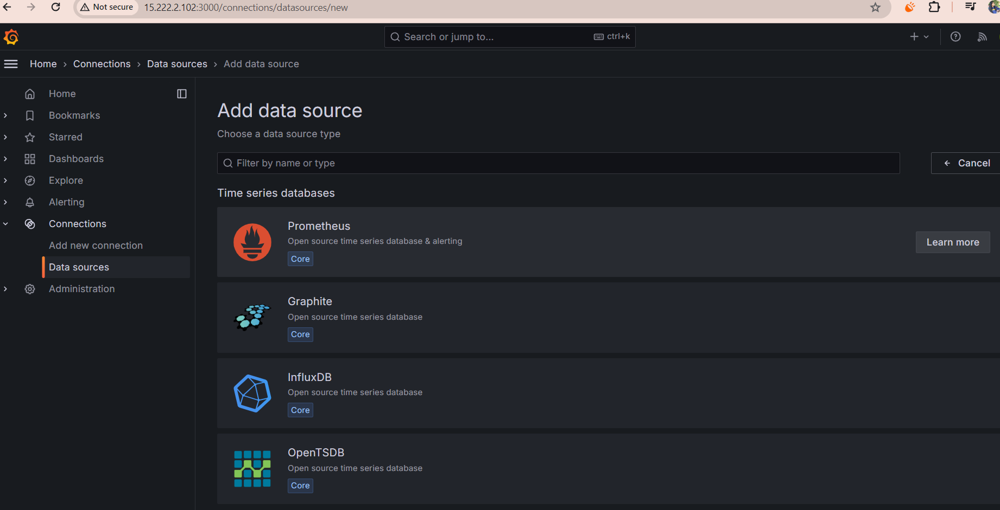 Not secure
15.222.2.102:3000/connections/datasources/new
Search or jump to...
ctrl+k
Home
Connections
Data sources
Add data source
Home
Bookmarks
Starred
Dashboards
Explore
Alerting
Connections
Add new connection
Data sources
Administration
Add data source
Choose a data source type
Filter by name or type
Cancel
Time series databases
Prometheus
Open source time series database & alerting
Core
Learn more
Graphite
Open source time series database
Core
InfluxDB
Open source time series database
Core
OpenTSDB
Open source time series database
Core